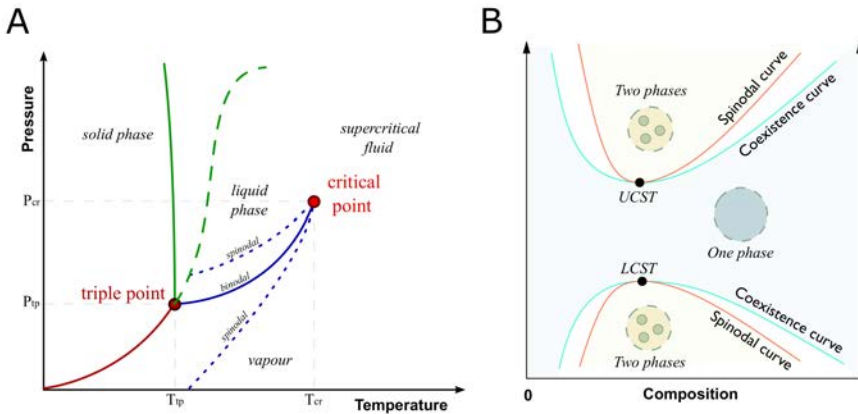 A
Pressure
solid phase
supercritical
fluid
P_cr
liquid
phase
critical
point
spinodal
binodal
triple point
P_tp
spinodal
vapour
T_tp
T_cr
Temperature
B
Two phases
Spinodal curve
Coexistence curve
UCST
One phase
LCST
Coexistence curve
Spinodal curve
Two phases
0
Composition